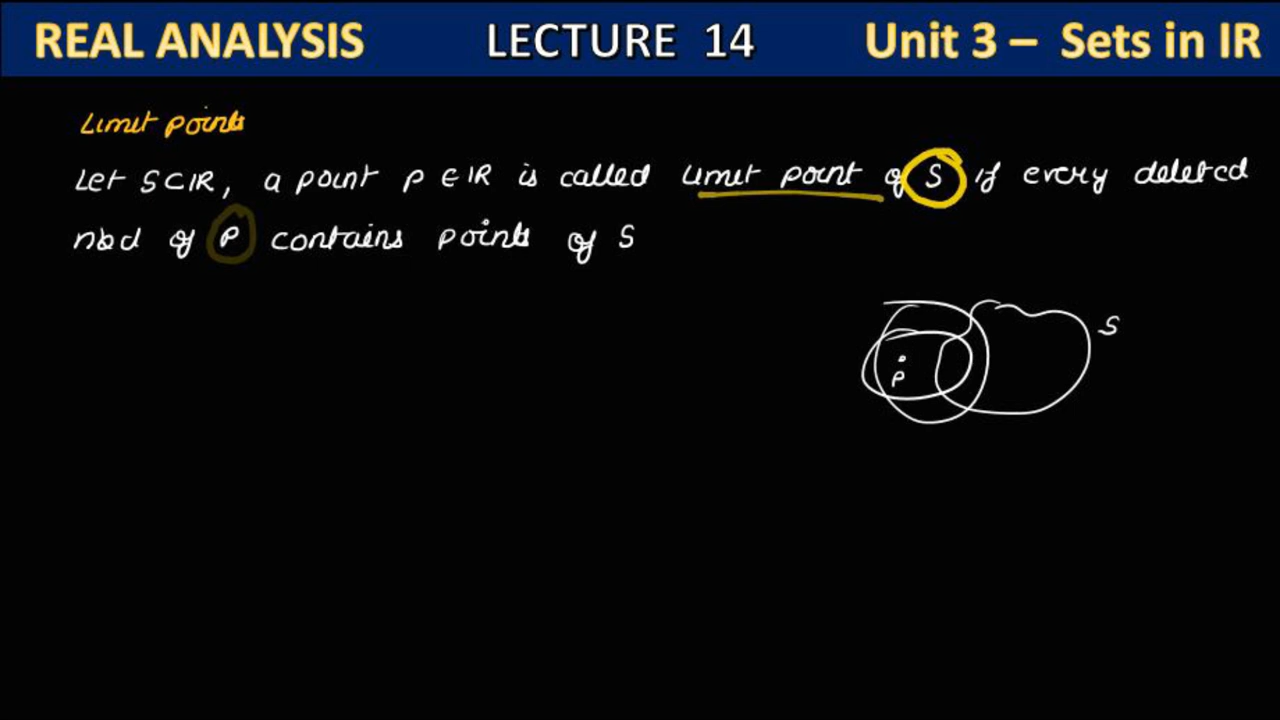 REAL ANALYSIS LECTURE 14 Unit 3 – Sets in IR
Limit points
Let S⊂IR, a point p ∈ IR is called limit point of S if every deleted
nbd of p contains points of S
S
p